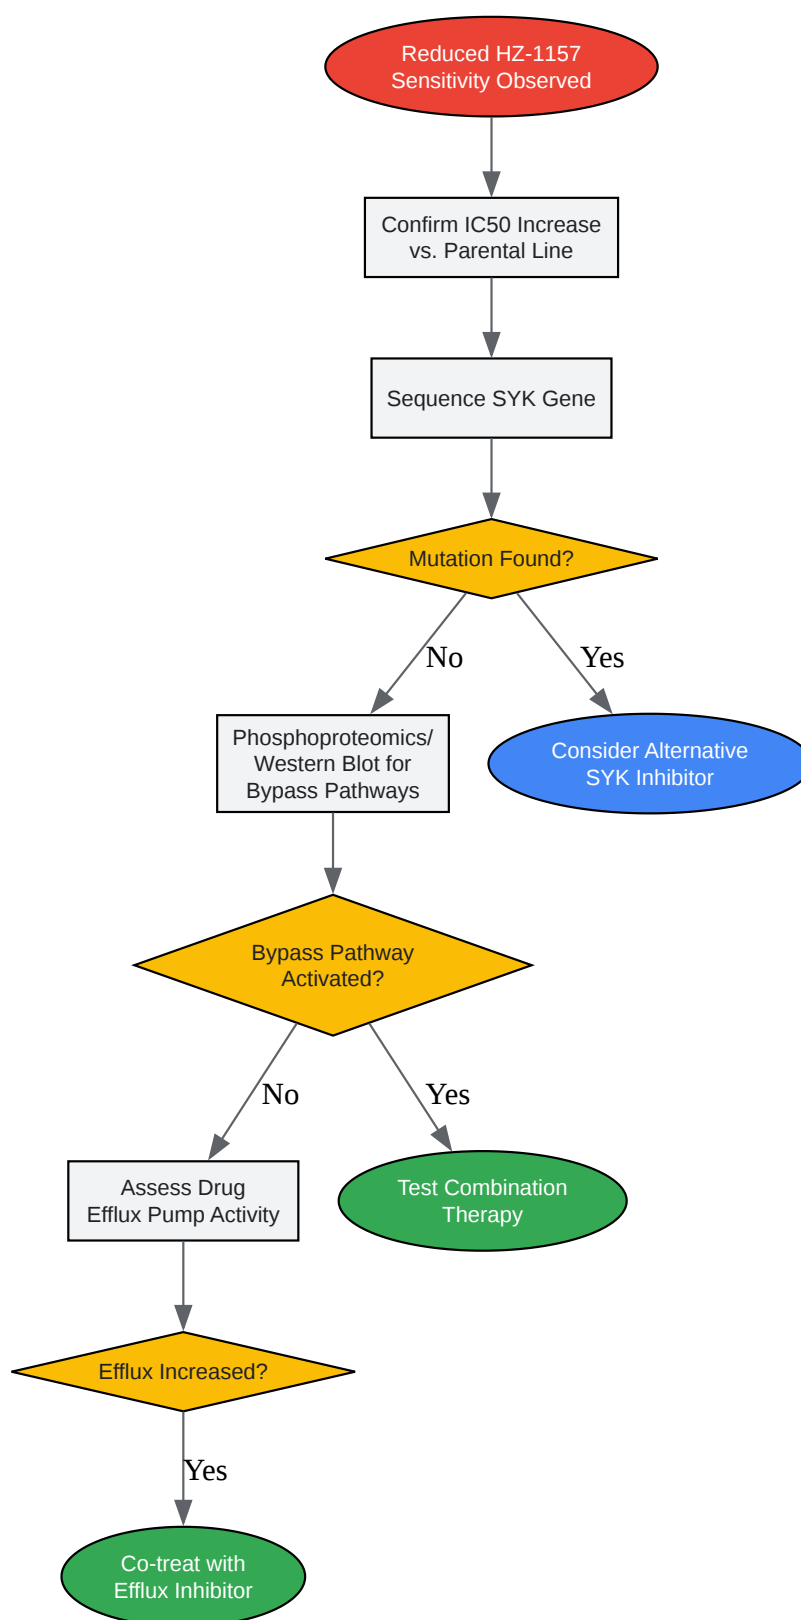 Reduced HZ-1157
Sensitivity Observed
Confirm IC50 Increase
vs. Parental Line
Sequence SYK Gene
Mutation Found?
No
Yes
Phosphoproteomics/
Western Blot for
Bypass Pathways
Consider Alternative
SYK Inhibitor
Bypass Pathway
Activated?
No
Yes
Assess Drug
Efflux Pump Activity
Test Combination
Therapy
Efflux Increased?
Yes
Co-treat with
Efflux Inhibitor